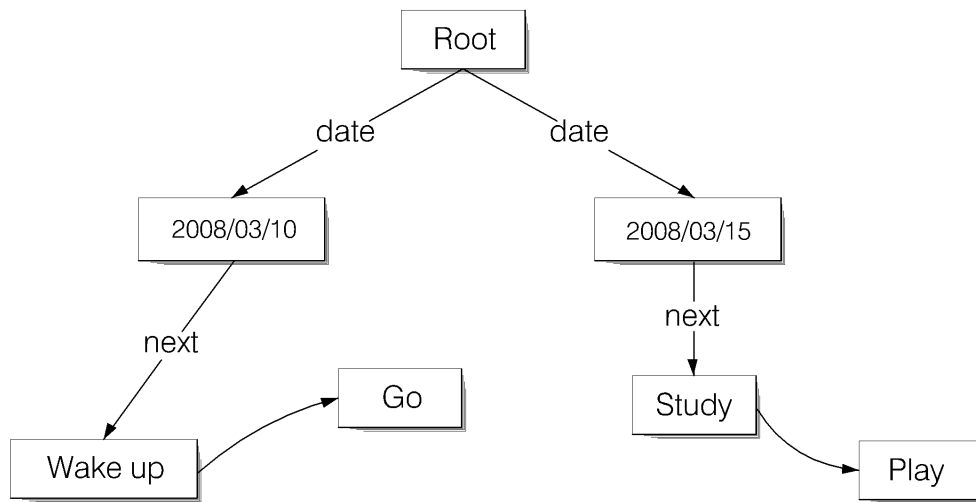 Root
date
date
2008/03/10
2008/03/15
next
next
Go
Study
Wake up
Play